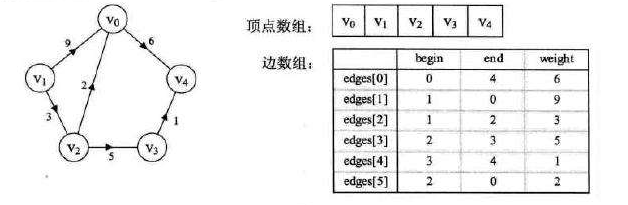 V0
9
6
V1
2
V4
3
1
V2
5
V3
顶点数组：
V0 V1 V2 V3 V4
边数组：
begin end weight
edges[0] 0 4 6
edges[1] 1 0 9
edges[2] 1 2 3
edges[3] 2 3 5
edges[4] 3 4 1
edges[5] 2 0 2